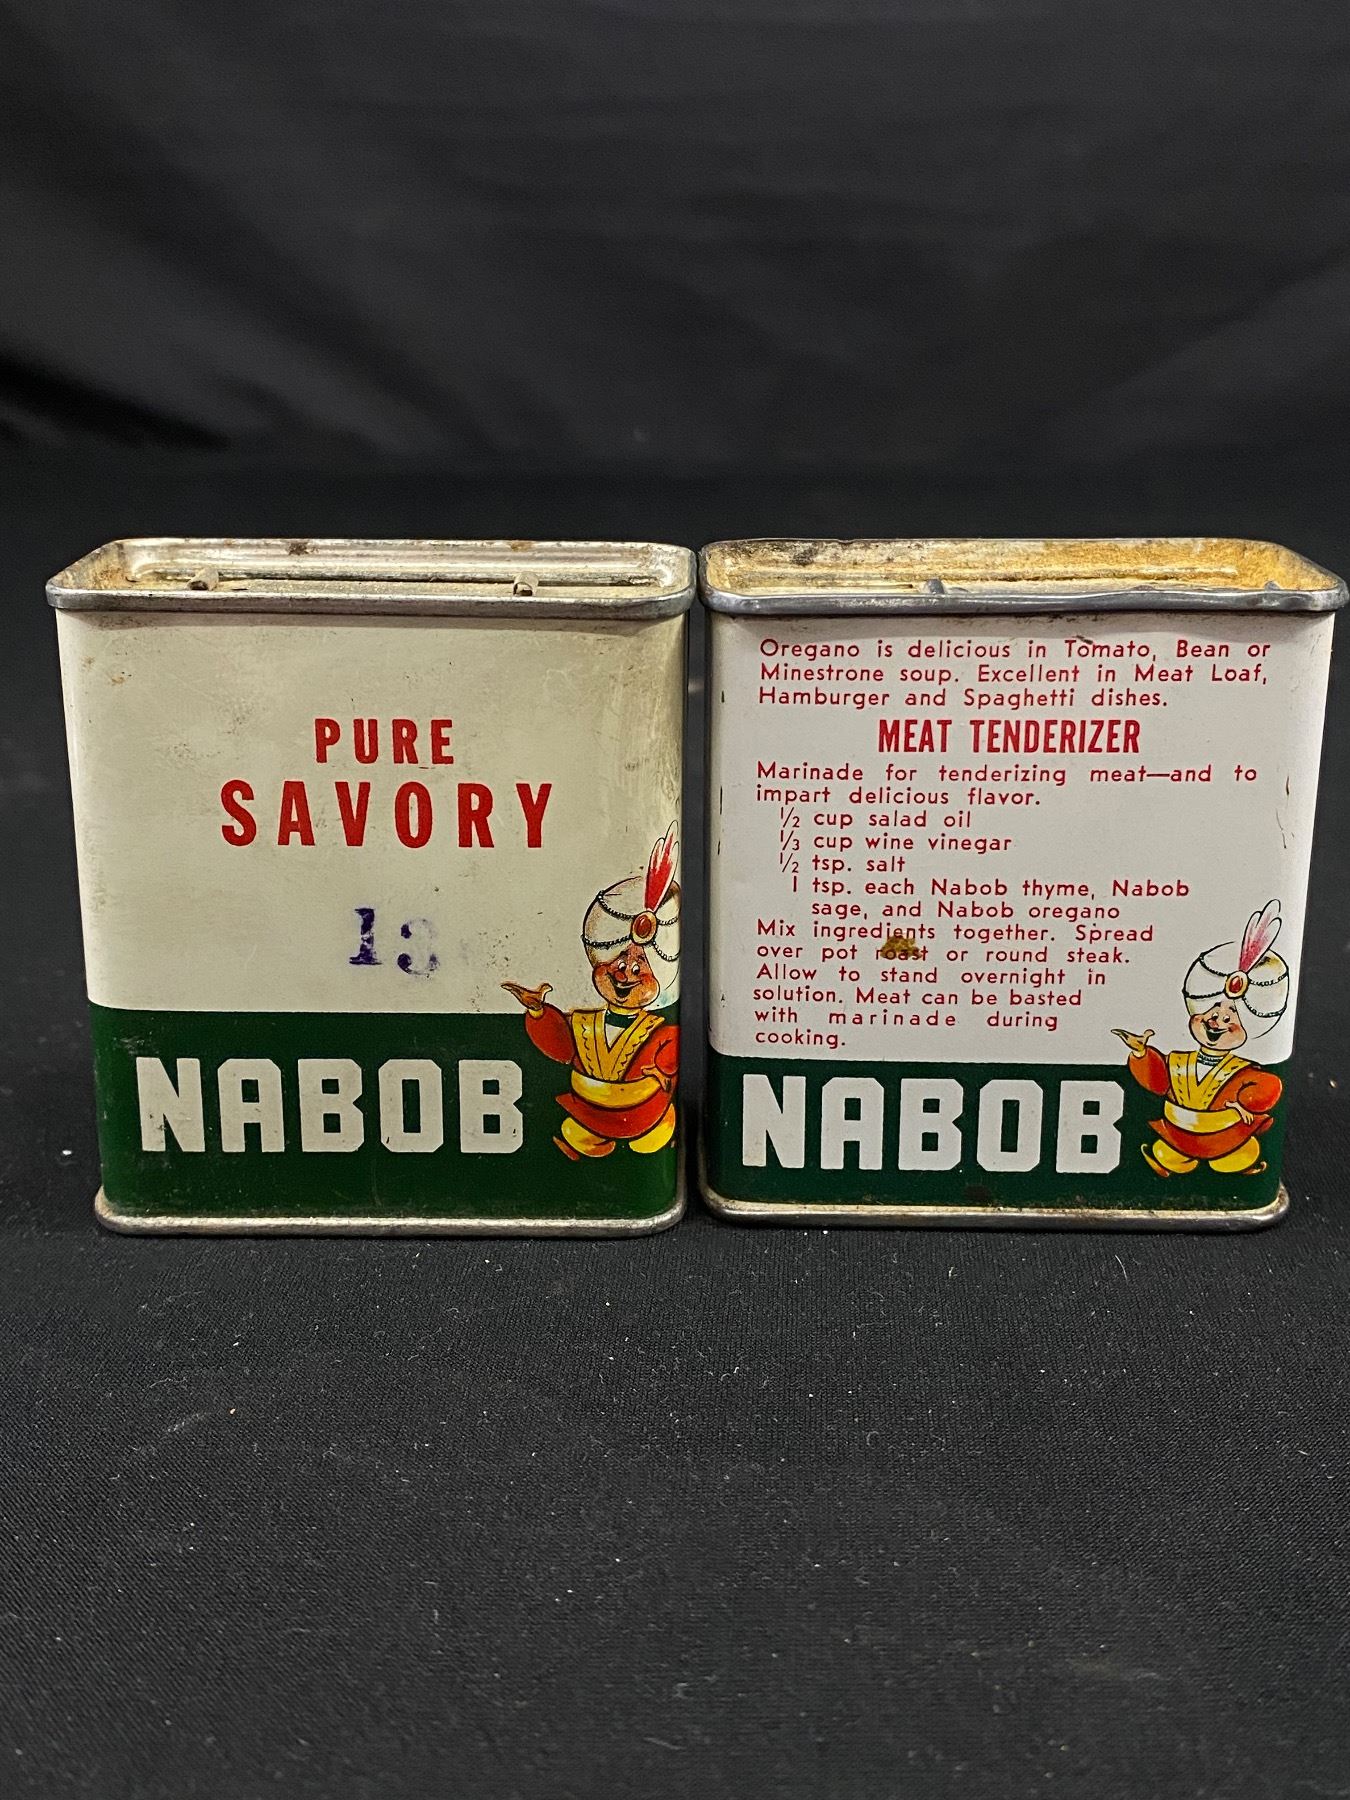 PURE
SAVORY
NABOB
Oregano is delicious in Tomato, Bean or
Minestrone soup. Excellent in Meat Loaf,
Hamburger and Spaghetti dishes.
MEAT TENDERIZER
Marinade for tenderizing meat—and to
impart delicious flavor.
½ cup salad oil
⅓ cup wine vinegar
½ tsp. salt
1 tsp. each Nabob thyme, Nabob
sage, and Nabob oregano
Mix ingredients together. Spread
over pot roast or round steak.
Allow to stand overnight in
solution. Meat can be basted
with marinade during
cooking.
NABOB